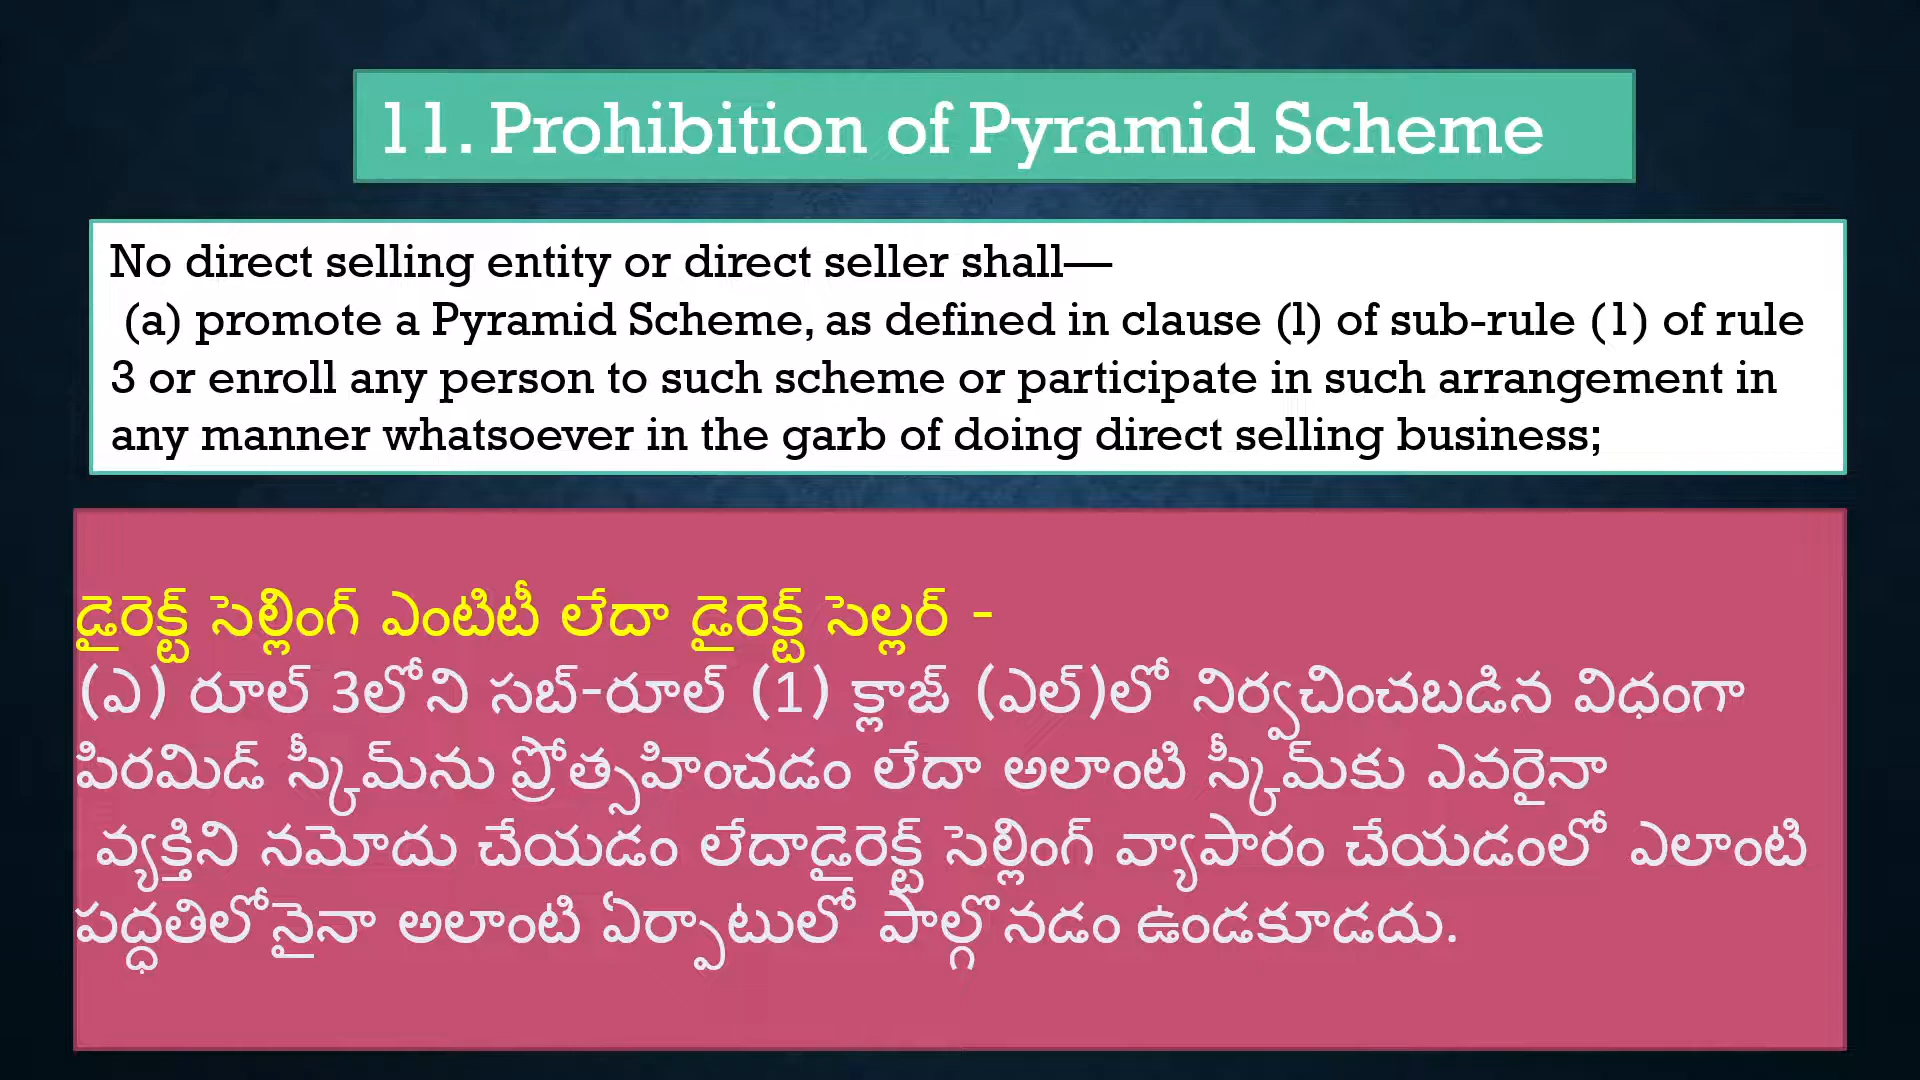 11. Prohibition of Pyramid Scheme
No direct selling entity or direct seller shall—
(a) promote a Pyramid Scheme, as defined in clause (l) of sub-rule (1) of rule
3 or enroll any person to such scheme or participate in such arrangement in
any manner whatsoever in the garb of doing direct selling business;
డైరెక్ట్ సెల్లింగ్ ఎంటిటీ లేదా డైరెక్ట్ సెల్లర్ -
(ఎ) రూల్ 3లోని సబ్-రూల్ (1) క్లాజ్ (ఎల్)లో నిర్వచించబడిన విధంగా
పిరమిడ్ స్కీమ్‌ను ప్రోత్సహించడం లేదా అలాంటి స్కీమ్‌కు ఎవరైనా
వ్యక్తిని నమోదు చేయడం లేదాడైరెక్ట్ సెల్లింగ్ వ్యాపారం చేయడంలో ఎలాంటి
పద్ధతిలోనైనా అలాంటి ఏర్పాటులో పాల్గొనడం ఉండకూడదు.